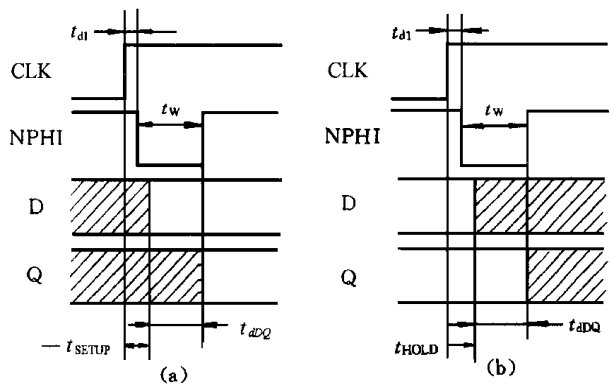 t_d1
CLK
t_W
NPHI
D
Q
t_dDQ
— t_SETUP
(a)
t_d1
CLK
t_W
NPHI
D
Q
t_dDQ
t_HOLD
(b)